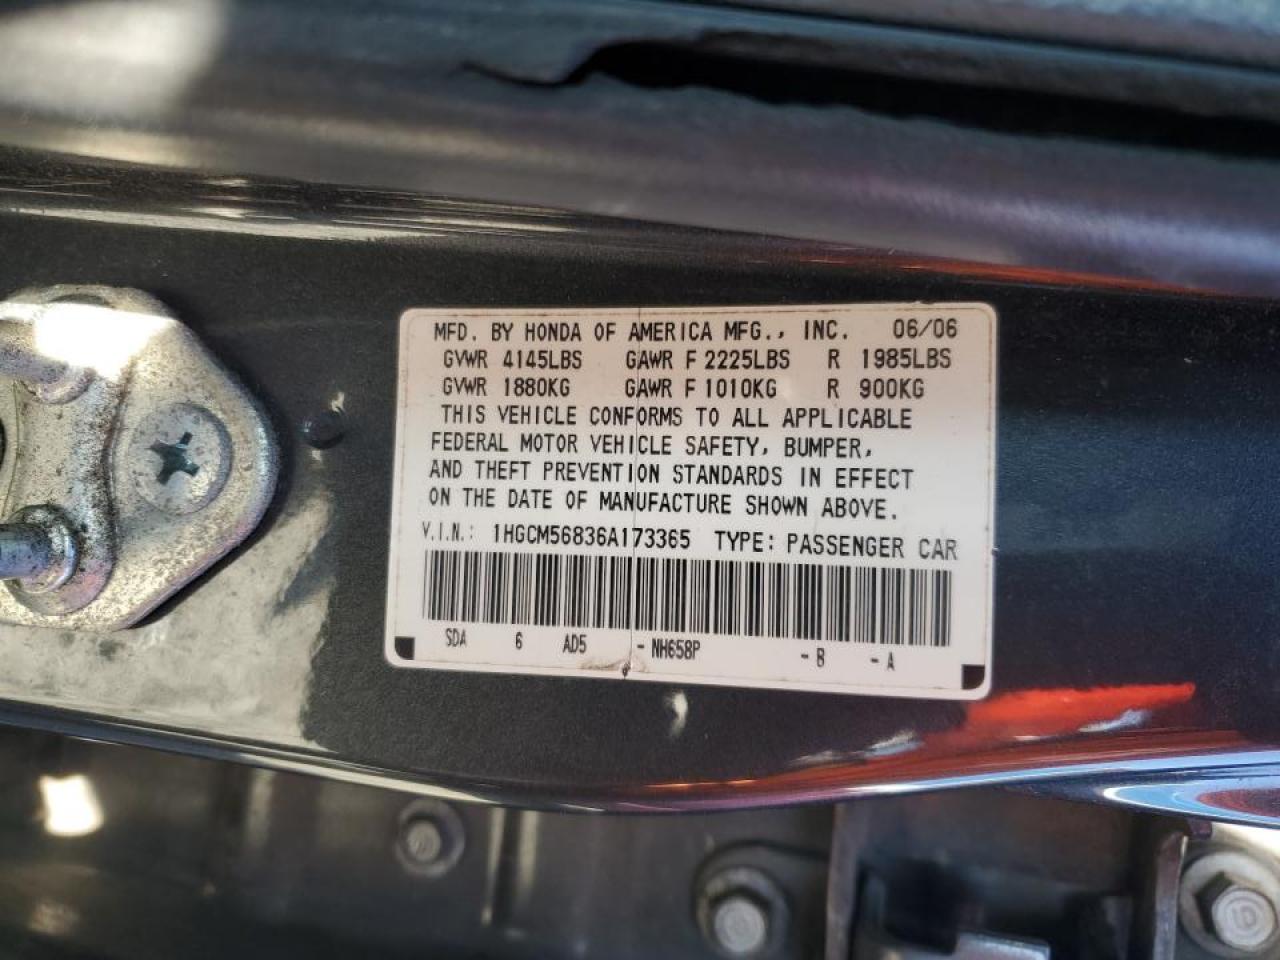 MFD. BY HONDA OF AMERICA MFG., INC. 06/06
GVWR 4145LBS GAWR F 2225LBS R 1985LBS
GVWR 1880KG GAWR F 1010KG R 900KG
THIS VEHICLE CONFORMS TO ALL APPLICABLE
FEDERAL MOTOR VEHICLE SAFETY, BUMPER,
AND THEFT PREVENTION STANDARDS IN EFFECT
ON THE DATE OF MANUFACTURE SHOWN ABOVE.
V.I.N.: 1HGCM56836A173365 TYPE: PASSENGER CAR
SDA 6 AD5 -NH658P -B -A